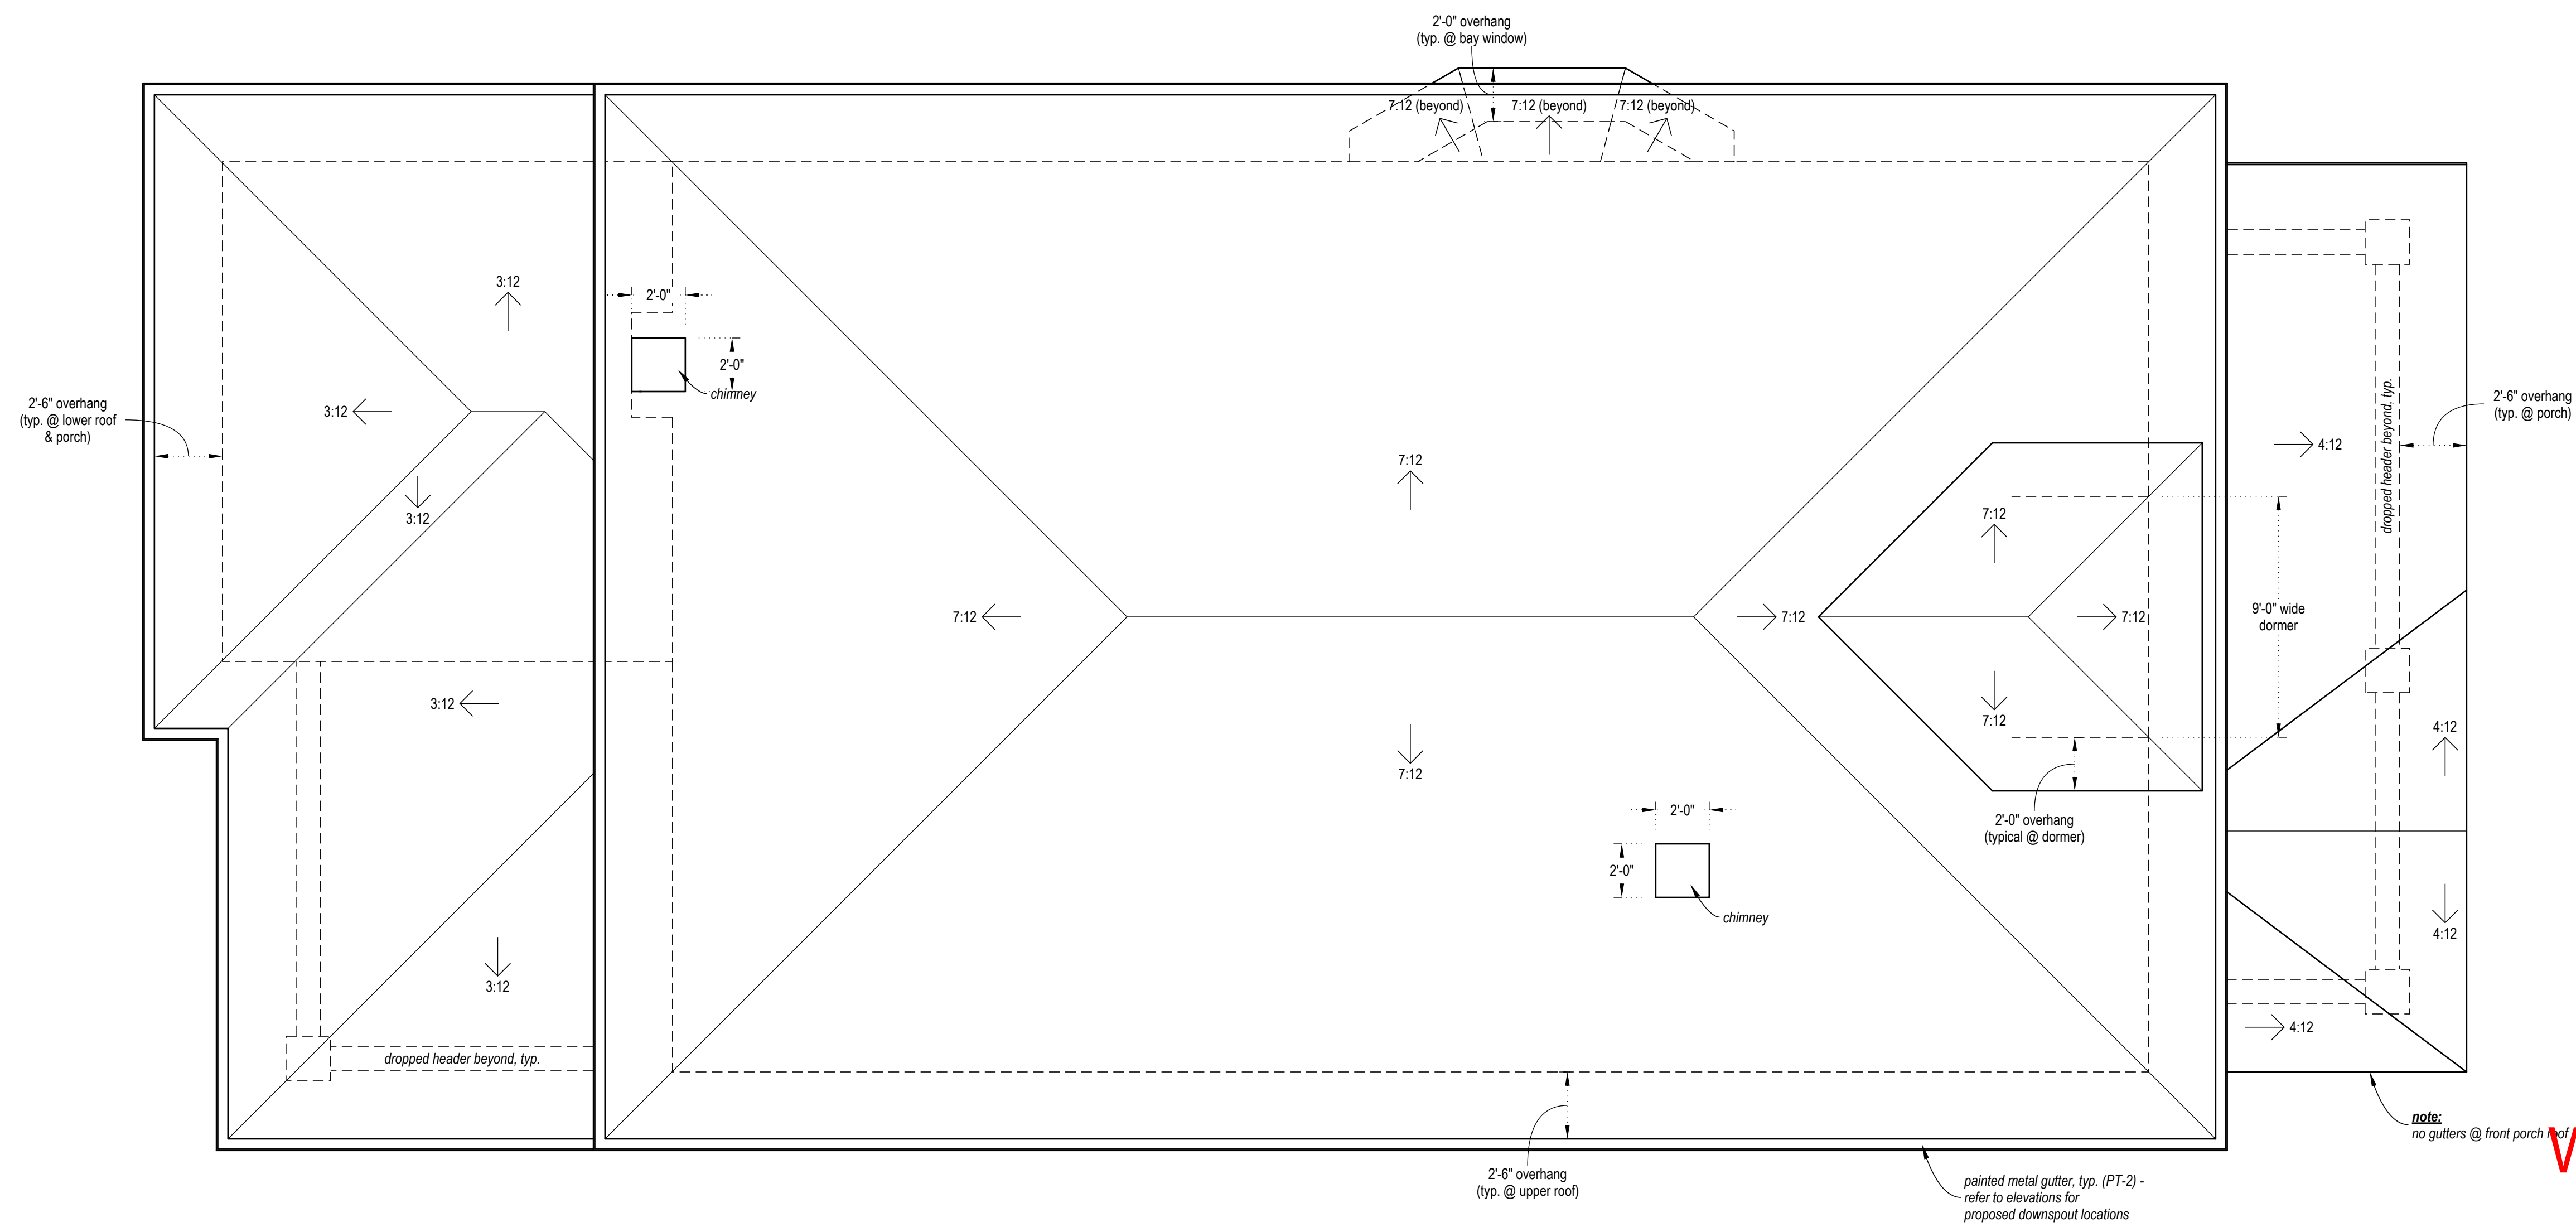 2'-0" overhang
(typ. @ bay window)
7:12 (beyond)
7:12 (beyond)
7:12 (beyond)
3:12
2'-0"
2'-0"
chimney
2'-6" overhang
(typ. @ lower roof
& porch)
3:12
3:12
7:12
7:12
7:12
7:12
7:12
7:12
7:12
4:12
dropped header beyond, typ.
2'-6" overhang
(typ. @ porch)
9'-0" wide
dormer
3:12
7:12
4:12
2'-0"
2'-0"
chimney
2'-0" overhang
(typical @ dormer)
4:12
3:12
4:12
dropped header beyond, typ.
2'-6" overhang
(typ. @ upper roof)
note:
no gutters @ front porch roof
painted metal gutter, typ. (PT-2) -
refer to elevations for
proposed downspout locations